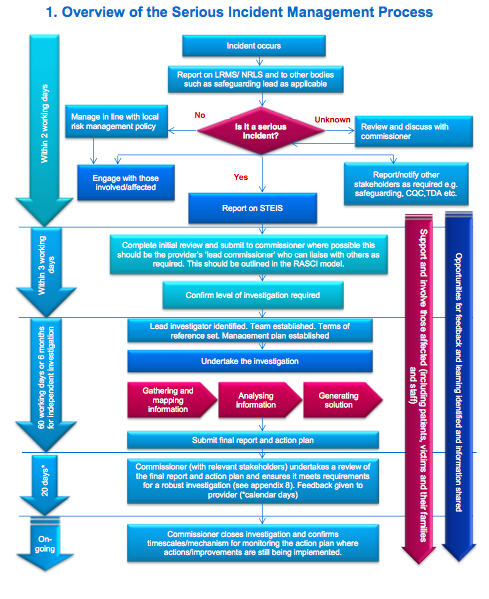 1. Overview of the Serious Incident Management Process
Incident occurs
Report on LRMS/ NRLS and to other bodies
such as safeguarding lead as applicable
Within 2 working days
No
Manage in line with local
risk management policy
Is it a serious
Incident?
Unknown
Review and discuss with
commissioner
Engage with those
involved/affected
Yes
Report/notify other
stakeholders as required e.g.
safeguarding, CQC,TDA etc.
Report on STEIS
Within 3 working
days
Complete initial review and submit to commissioner where possible this
should be the provider's 'lead commissioner' who can liaise with others as
required. This should be outlined in the RASCI model.
Confirm level of investigation required
60 working days or 6 months
for independent investigation
Lead investigator identified. Team established. Terms of
reference set. Management plan established
Undertake the investigation
Gathering and
mapping
information
Analysing
information
Generating
solution
Submit final report and action plan
20 days*
Commissioner (with relevant stakeholders) undertakes a review of
the final report and action plan and ensures it meets requirements
for a robust investigation (see appendix 8). Feedback given to
provider (*calendar days)
On-
going
Commissioner closes investigation and confirms
timescales/mechanism for monitoring the action plan where
actions/improvements are still being implemented.
Support and involve those affected (including patients, victims and their families
and staff)
Opportunities for feedback and learning identified and information shared